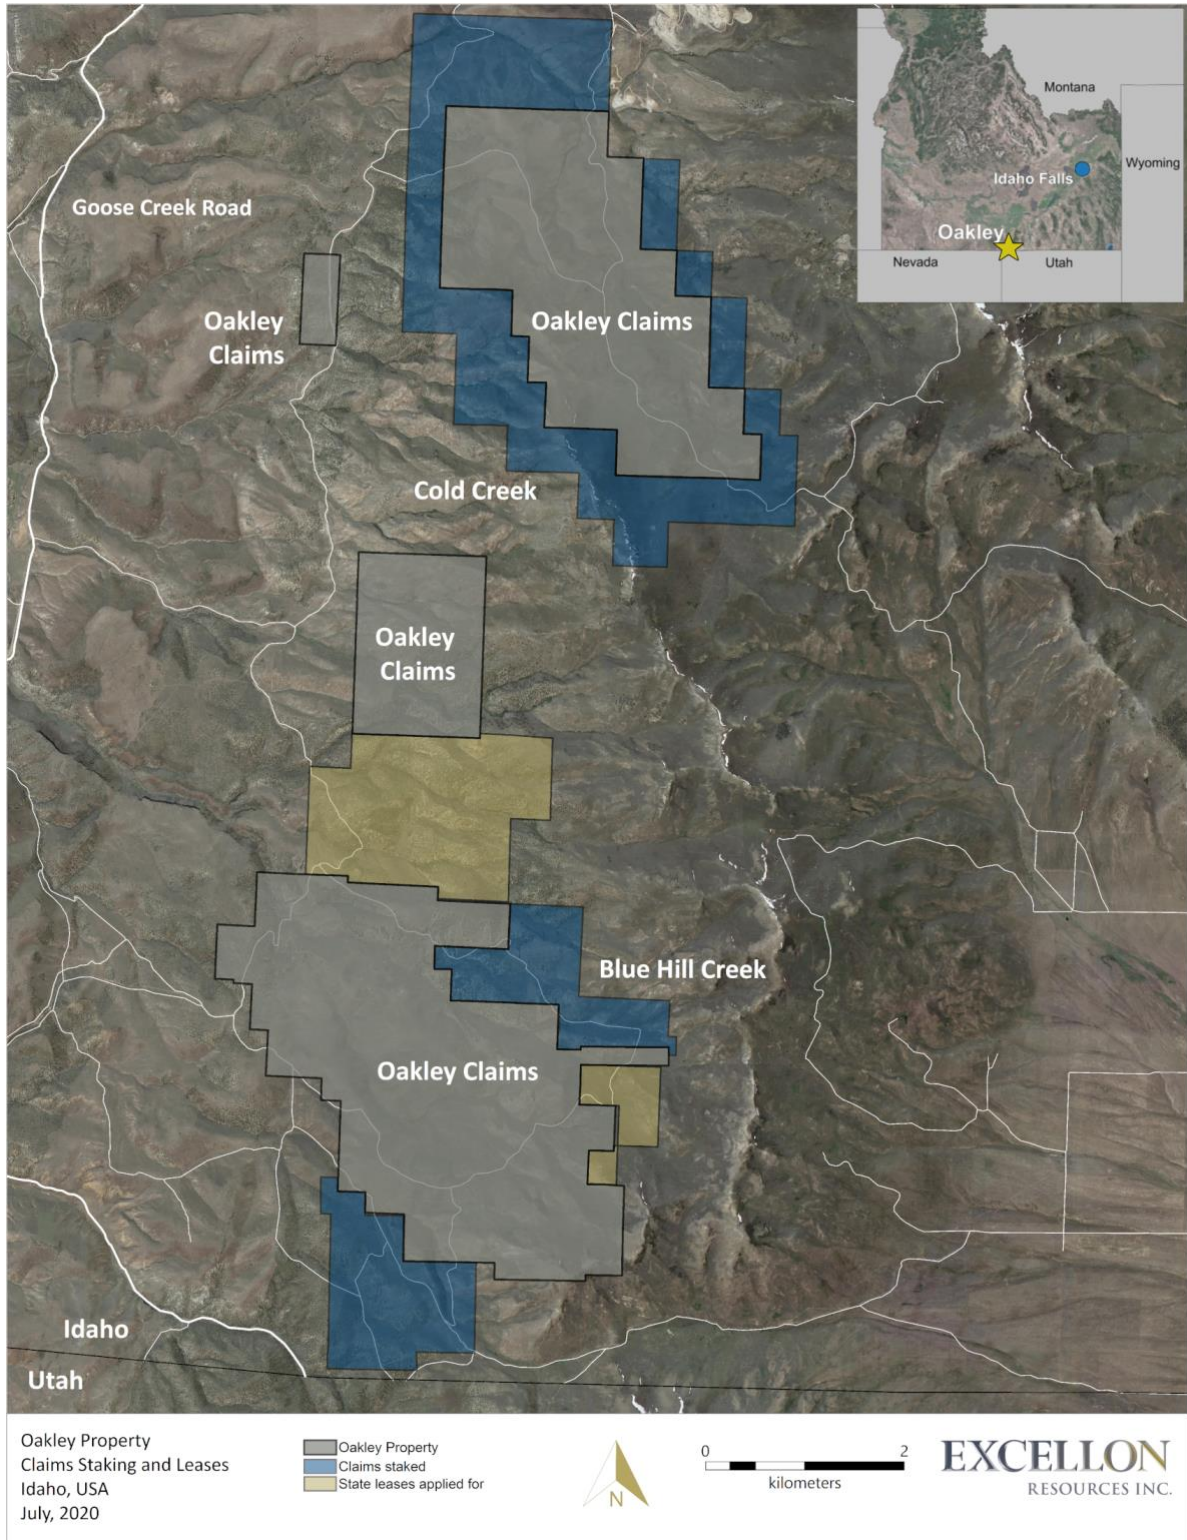 Montana
Wyoming
Idaho Falls
Oakley
Nevada
Utah
Goose Creek Road
Oakley
Claims
Oakley Claims
Cold Creek
Oakley
Claims
Blue Hill Creek
Oakley Claims
Idaho
Utah
Oakley Property
Claims Staking and Leases
Idaho, USA
July, 2020
Oakley Property
Claims staked
State leases applied for
N
0
2
kilometers
EXCELLON
RESOURCES INC.